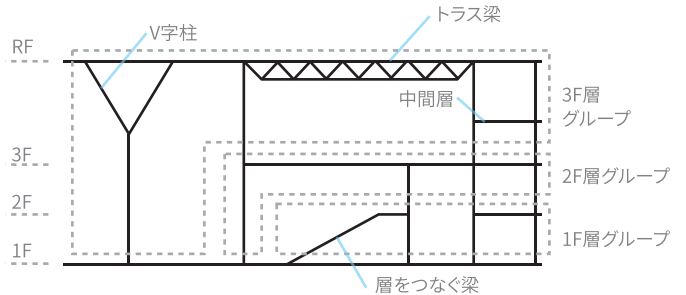 トラス梁
V字柱
RF
中間層
3F層
グループ
3F
2F層グループ
2F
1F層グループ
1F
層をつなぐ梁